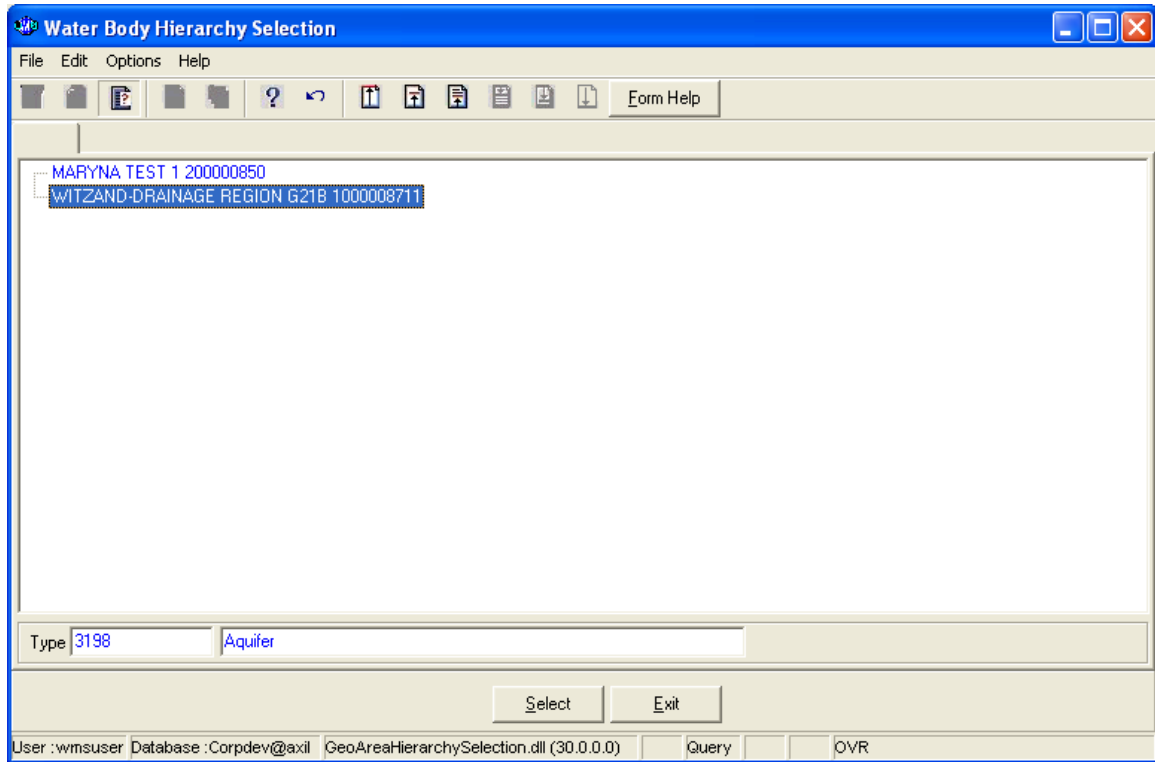 Water Body Hierarchy Selection
File Edit Options Help
? Form Help
MARYNA TEST 1 200000850
WITZAND-DRAINAGE REGION G21B 1000008711
Type 3198 Aquifer
Select Exit
User :wmsuser Database :Corpdev@axil GeoAreaHierarchySelection.dll (30.0.0.0) Query OVR